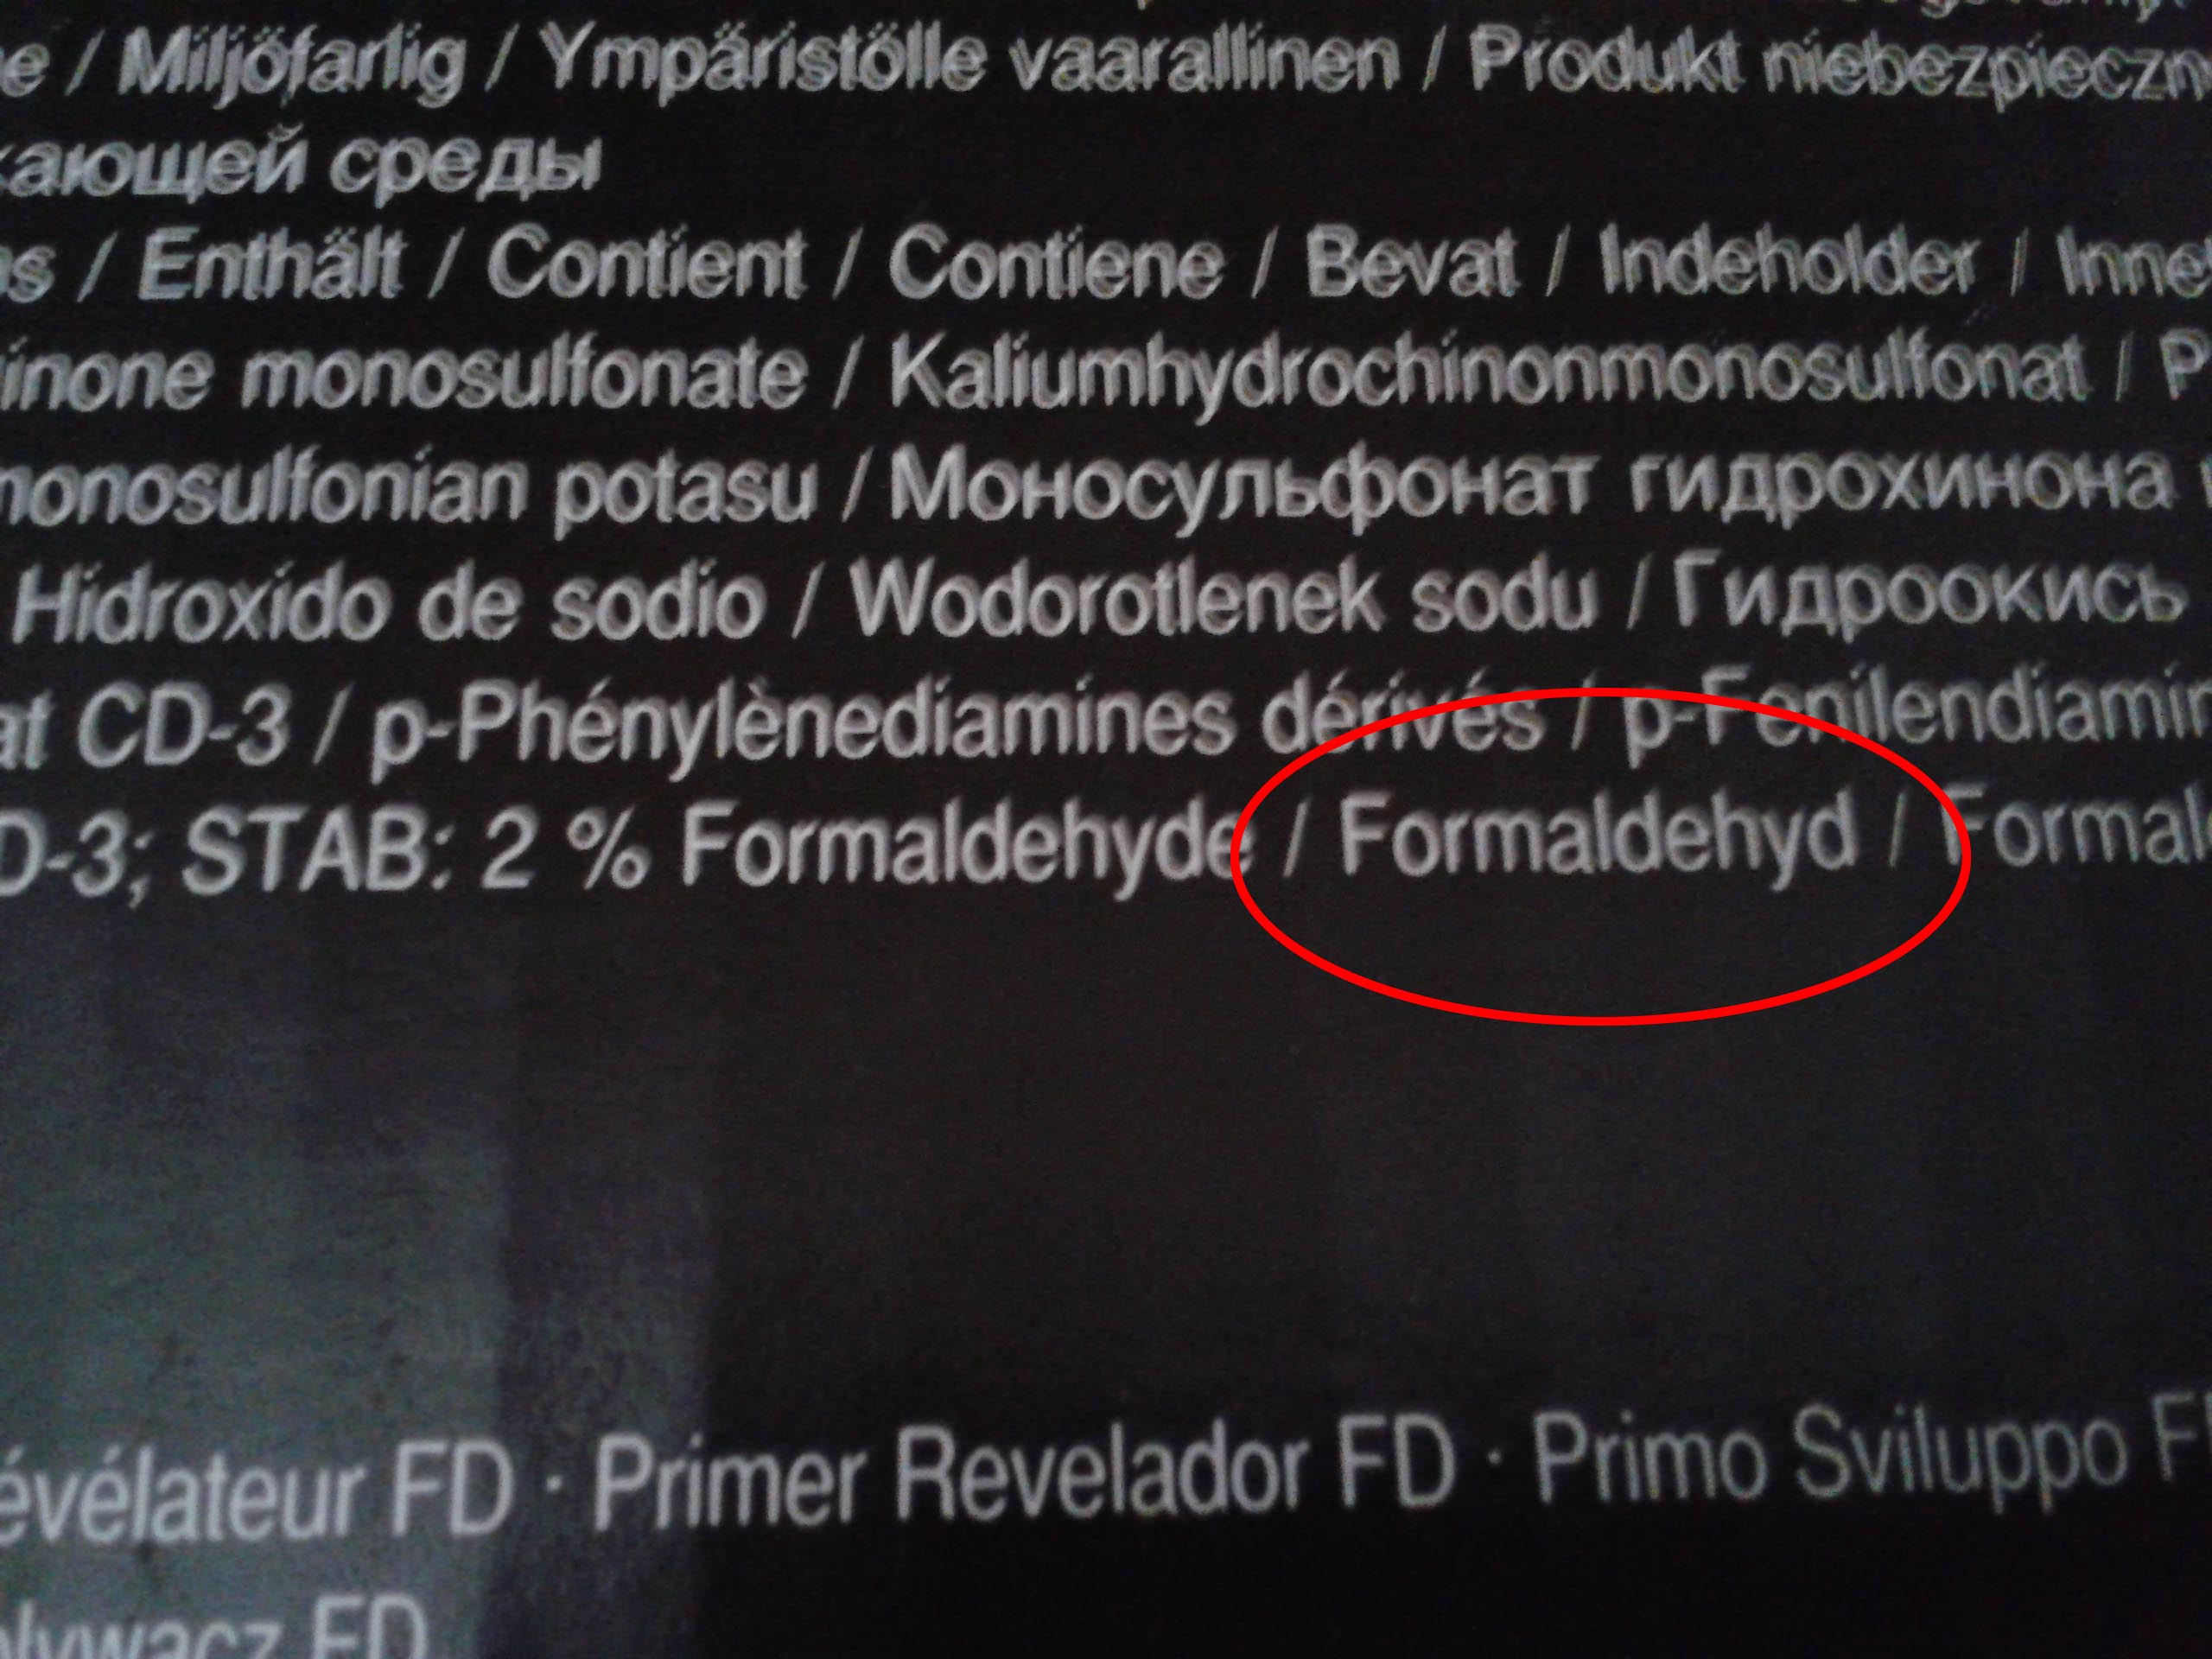 / Miljöfarlig / Ympäristölle vaarallinen / Produkt niebezpieczn
кающей среды
/ Enthält / Contient / Contiene / Bevat / Indeholder / Inne
inone monosulfonate / Kaliumhydrochinonmonosulfonat / P
monosulfonian potasu / Моносульфонат гидрохинона
Hidroxido de sodio / Wodorotlenek sodu / Гидроокись
at CD-3 / p-Phénylènediamines dérivés / p-Fenilendiamin
D-3; STAB: 2 % Formaldehyde / Formaldehyd / Formal
évélateur FD · Primer Revelador FD · Primo Sviluppo F
FD